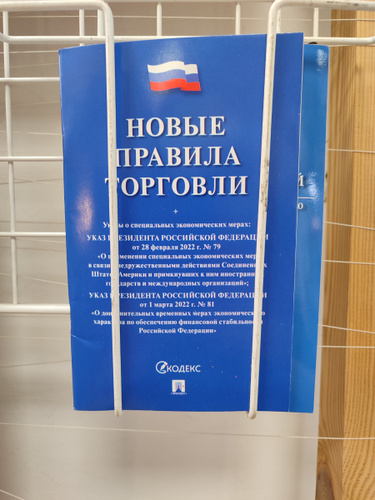 НОВЫЕ
ПРАВИЛА
ТОРГОВЛИ
+
Указы о специальных экономических мерах:
УКАЗ ПРЕЗИДЕНТА РОССИЙСКОЙ ФЕДЕРАЦИИ
от 28 февраля 2022 г. № 79
«О применении специальных экономических мер
в связи с недружественными действиями Соединенных
Штатов Америки и примкнувших к ним иностранных
государств и международных организаций»;
УКАЗ ПРЕЗИДЕНТА РОССИЙСКОЙ ФЕДЕРАЦИИ
от 1 марта 2022 г. № 81
«О дополнительных временных мерах экономического
характера по обеспечению финансовой стабильности
Российской Федерации»
КОДЕКС